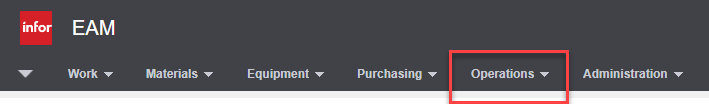 infor EAM
Work Materials Equipment Purchasing Operations Administration